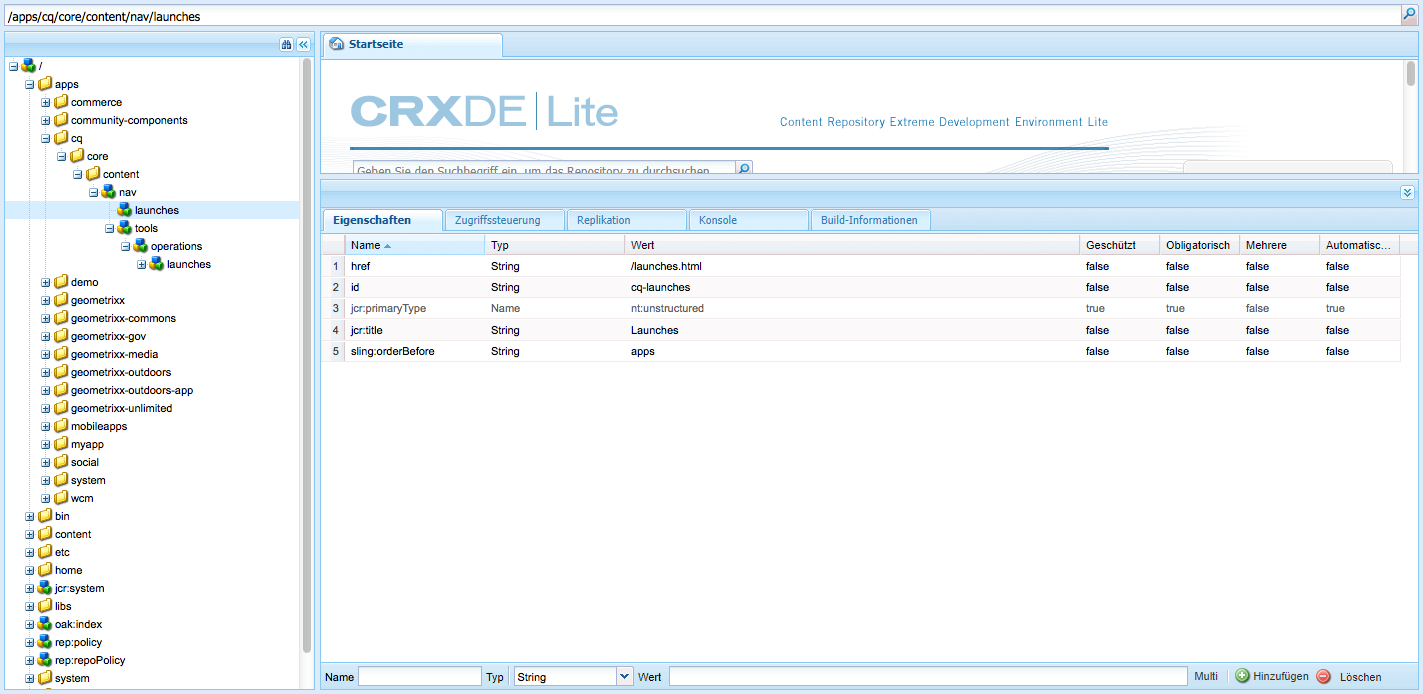 /apps/cq/core/content/nav/launches
/
apps
commerce
community-components
cq
core
content
nav
launches
tools
operations
launches
demo
geometrixx
geometrixx-commons
geometrixx-gov
geometrixx-media
geometrixx-outdoors
geometrixx-outdoors-app
geometrixx-unlimited
mobileapps
myapp
social
system
wcm
bin
content
etc
home
jcr:system
libs
oak:index
rep:policy
rep:repoPolicy
system
Startseite
CRXDE Lite
Content Repository Extreme Development Environment Lite
Geben Sie den Suchbegriff ein, um das Repository zu durchsuchen
Eigenschaften Zugriffssteuerung Replikation Konsole Build-Informationen
Name Typ Wert Geschützt Obligatorisch Mehrere Automatisc...
1 href String /launches.html false false false false
2 id String cq-launches false false false false
3 jcr:primaryType Name nt:unstructured true true false true
4 jcr:title String Launches false false false false
5 sling:orderBefore String apps false false false false
Name Typ String Wert Multi Hinzufügen Löschen